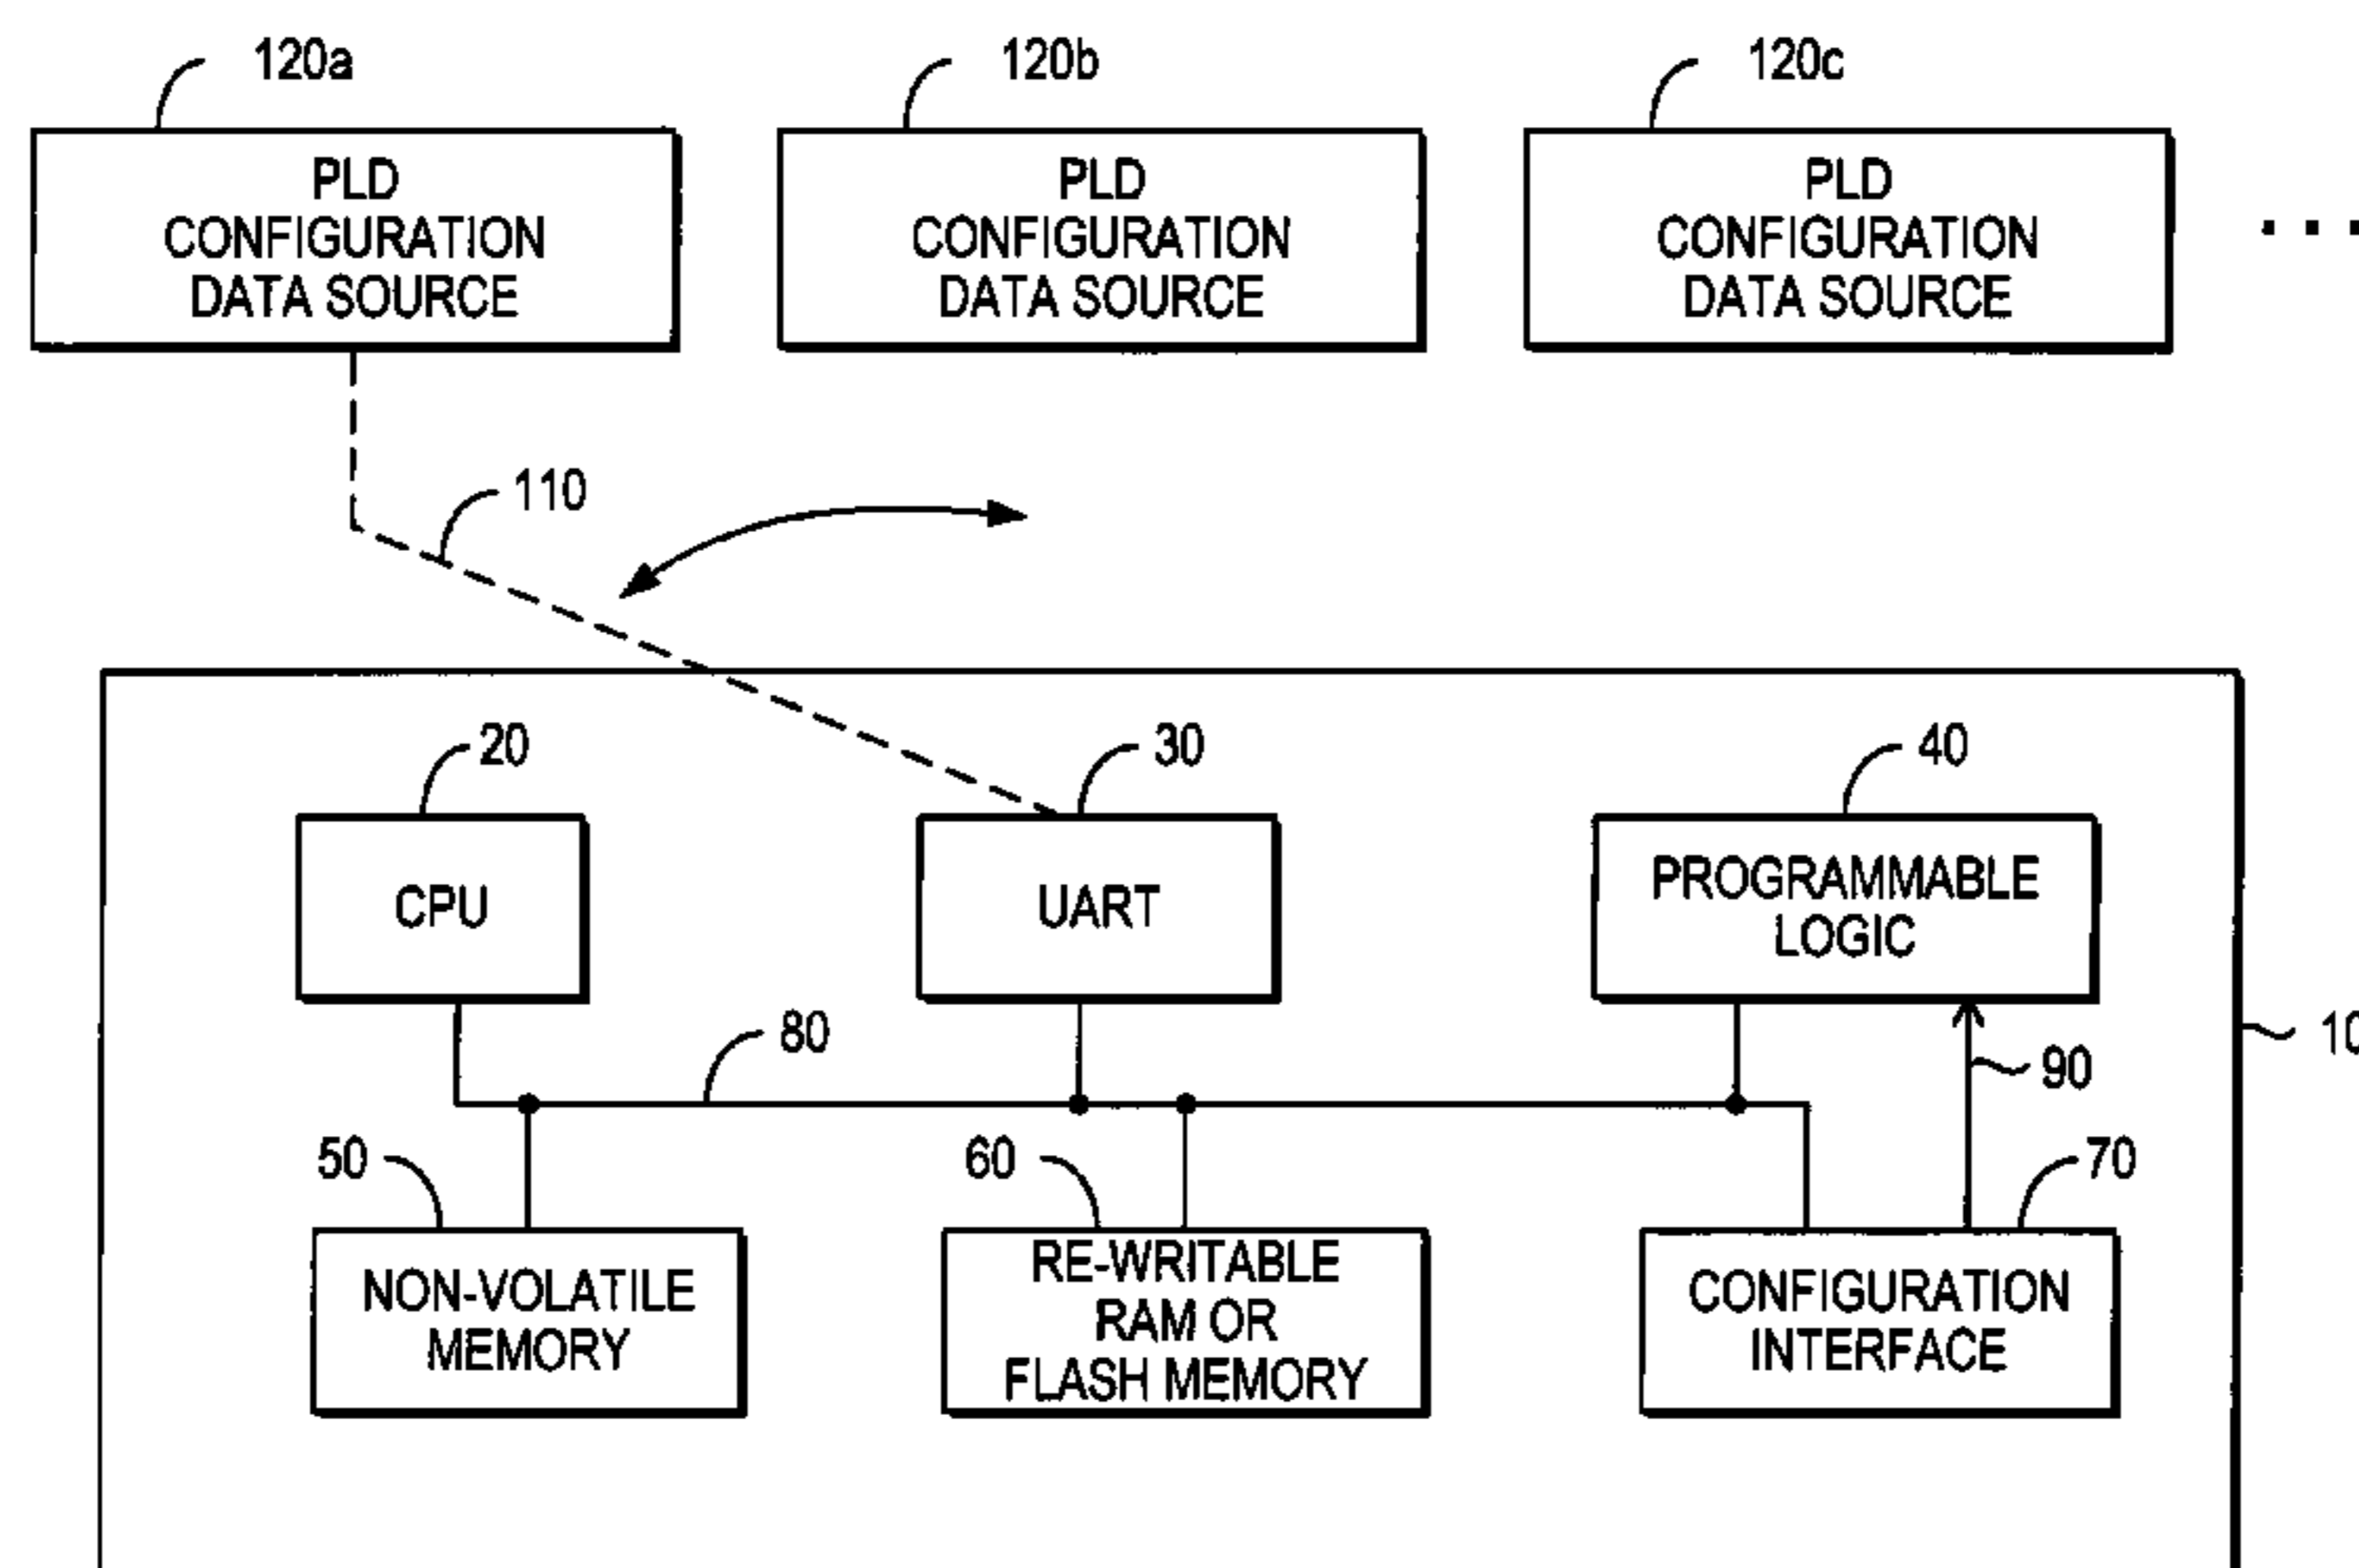 120a
120b
120c
PLD
CONFIGURATION
DATA SOURCE
PLD
CONFIGURATION
DATA SOURCE
PLD
CONFIGURATION
DATA SOURCE
...
110
20
30
40
CPU
UART
PROGRAMMABLE
LOGIC
80
10
90
50
60
70
NON-VOLATILE
MEMORY
RE-WRITABLE
RAM OR
FLASH MEMORY
CONFIGURATION
INTERFACE